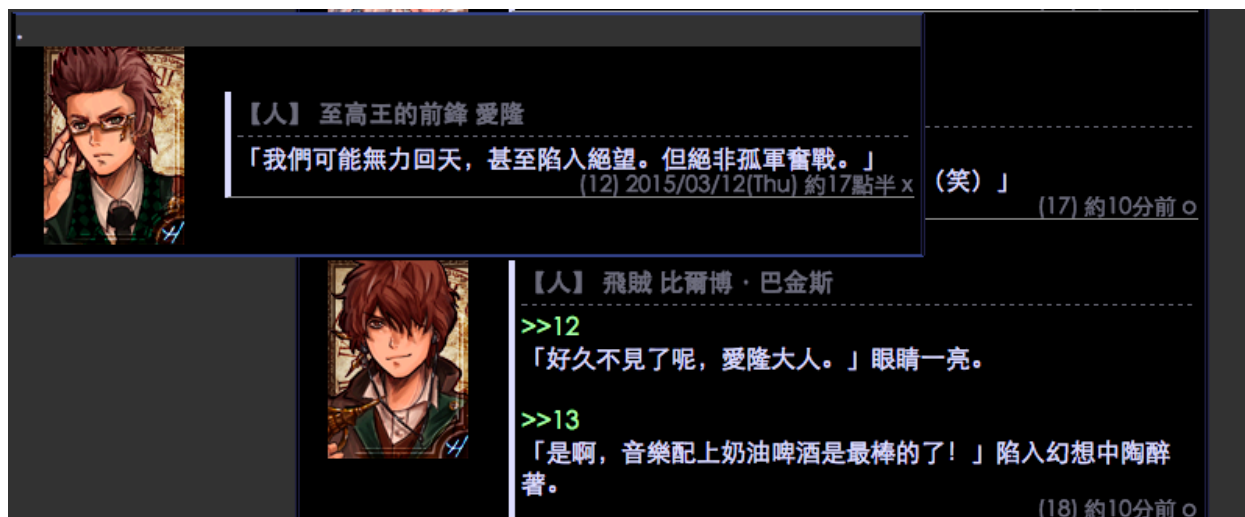 .
【人】 至高王的前鋒 愛隆
「我們可能無力回天，甚至陷入絕望。但絕非孤軍奮戰。」
(12) 2015/03/12(Thu) 約17點半 x
（笑）」
(17) 約10分前 o
【人】 飛賊 比爾博・巴金斯
>>12
「好久不見了呢，愛隆大人。」眼睛一亮。
>>13
「是啊，音樂配上奶油啤酒是最棒的了！」陷入幻想中陶醉
著。
(18) 約10分前 o